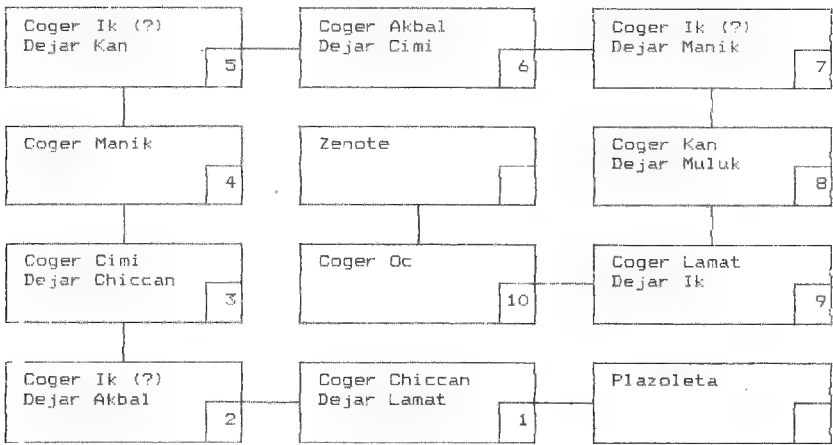 Coger Ik (?)
Dejar Kan
5
Coger Akbal
Dejar Cimi
6
Coger Ik (?)
Dejar Manik
7
Coger Manik
4
Zenote
Coger Kan
Dejar Muluk
8
Coger Cimi
Dejar Chiccan
3
Coger Oc
10
Coger Lamat
Dejar Ik
9
Coger Ik (?)
Dejar Akbal
2
Coger Chiccan
Dejar Lamat
1
Plazoleta